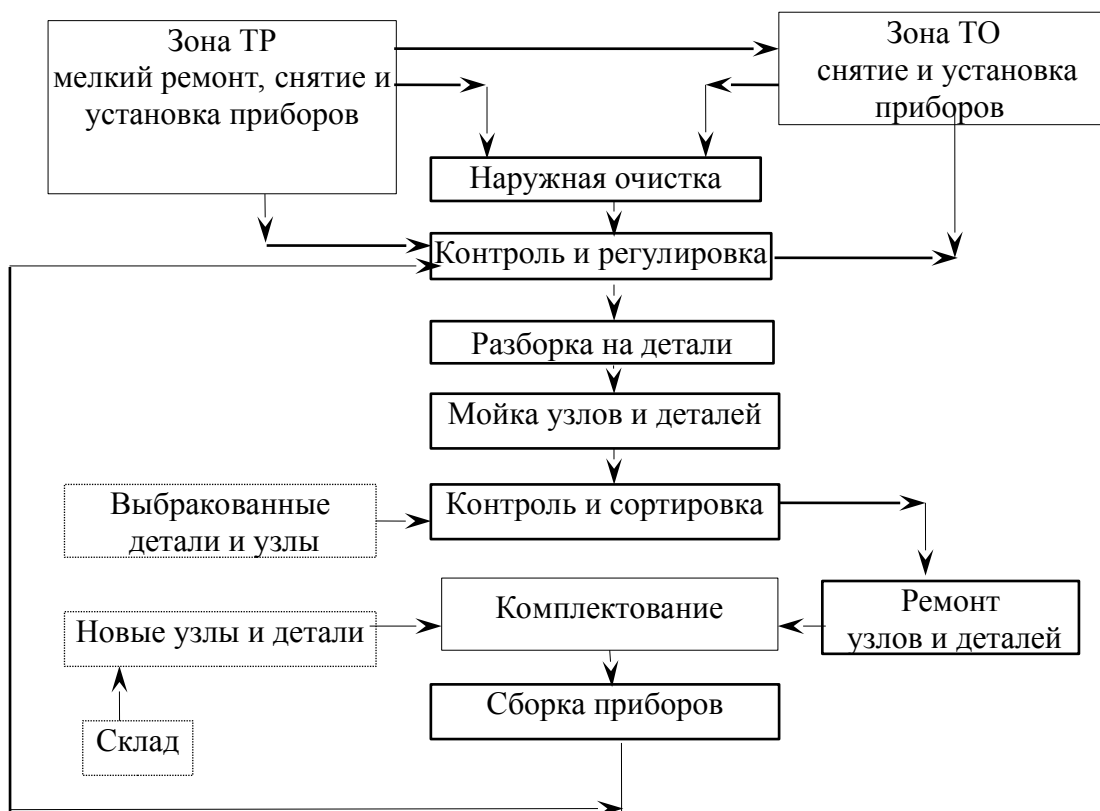 Зона ТР
мелкий ремонт, снятие и
установка приборов
Зона ТО
снятие и установка
приборов
Наружная очистка
Контроль и регулировка
Разборка на детали
Мойка узлов и деталей
Выбракованные
детали и узлы
Контроль и сортировка
Новые узлы и детали
Комплектование
Ремонт
узлов и деталей
Сборка приборов
Склад